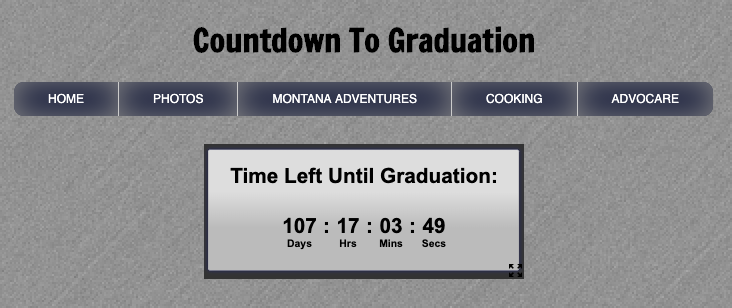 Countdown To Graduation
HOME PHOTOS MONTANA ADVENTURES COOKING ADVOCARE
Time Left Until Graduation:
107 : 17 : 03 : 49
Days Hrs Mins Secs